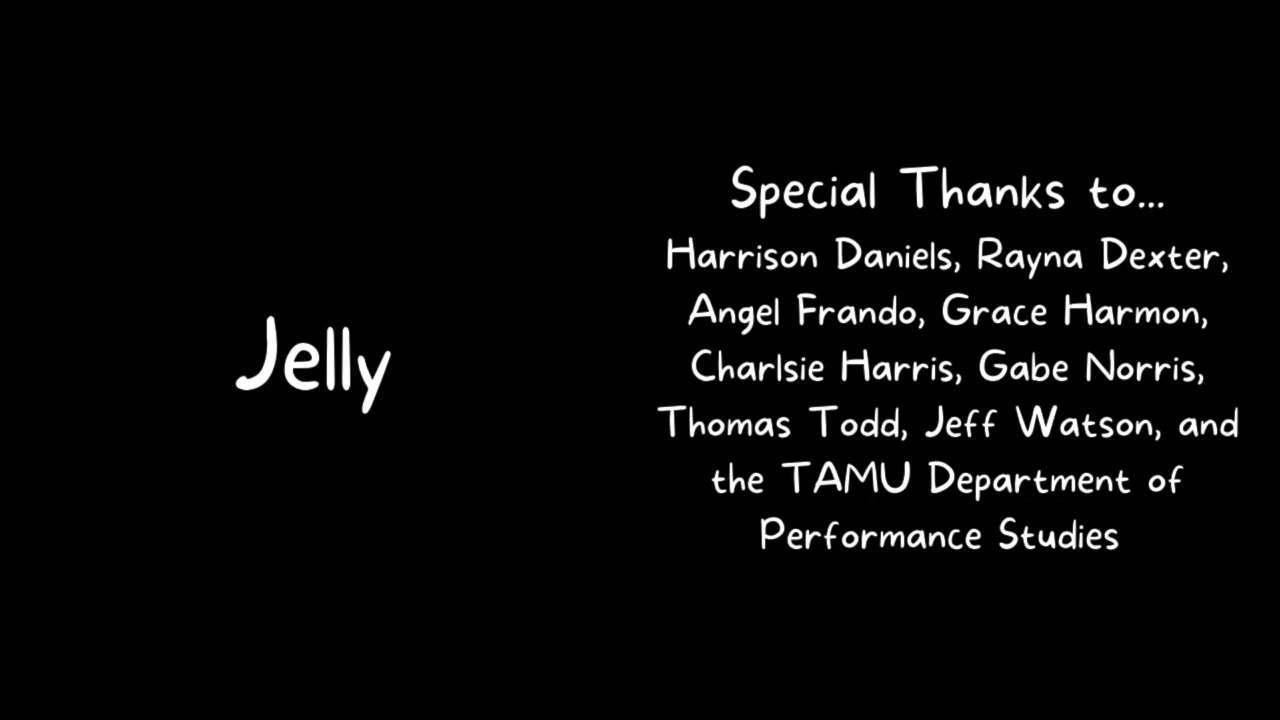 Jelly
Special Thanks to...
Harrison Daniels, Rayna Dexter,
Angel Frando, Grace Harmon,
Charlsie Harris, Gabe Norris,
Thomas Todd, Jeff Watson, and
the TAMU Department of
Performance Studies